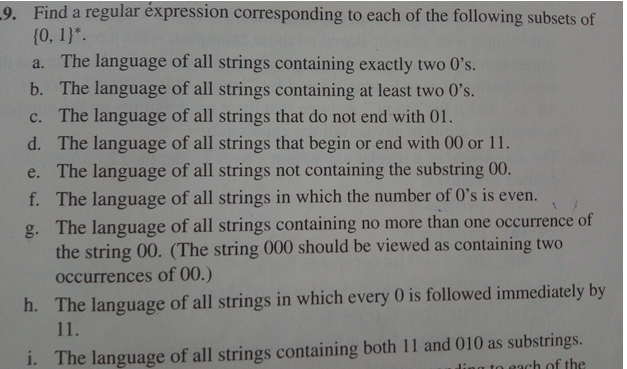 .9. Find a regular expression corresponding to each of the following subsets of
{0, 1}*.
a. The language of all strings containing exactly two 0's.
b. The language of all strings containing at least two 0's.
c. The language of all strings that do not end with 01.
d. The language of all strings that begin or end with 00 or 11.
e. The language of all strings not containing the substring 00.
f. The language of all strings in which the number of 0's is even.
g. The language of all strings containing no more than one occurrence of
the string 00. (The string 000 should be viewed as containing two
occurrences of 00.)
h. The language of all strings in which every 0 is followed immediately by
11.
i. The language of all strings containing both 11 and 010 as substrings.
to each of the